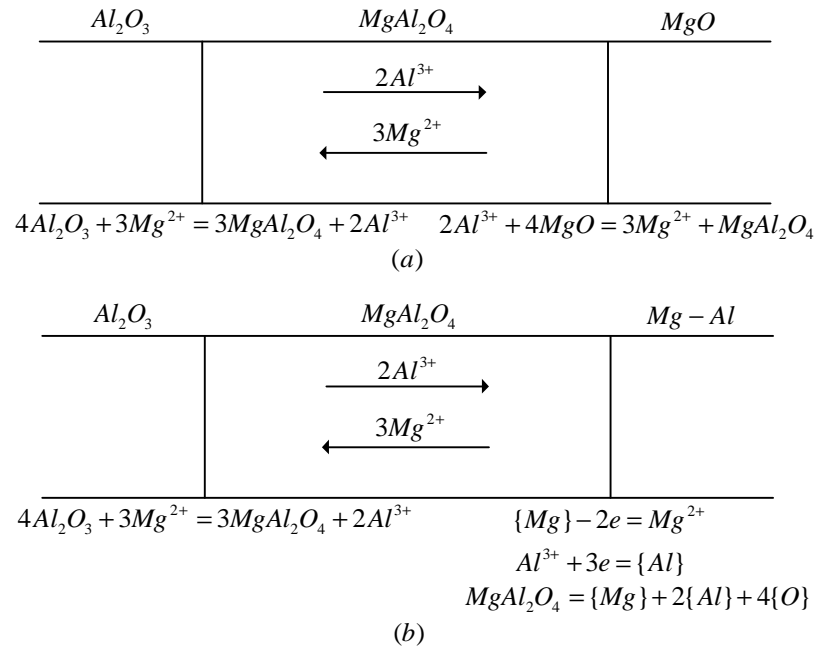 Al₂O₃ MgAl₂O₄ MgO
2Al³⁺
3Mg²⁺
4Al₂O₃+3Mg²⁺=3MgAl₂O₄+2Al³⁺ 2Al³⁺+4MgO=3Mg²⁺+MgAl₂O₄
(a)
Al₂O₃ MgAl₂O₄ Mg−Al
2Al³⁺
3Mg²⁺
4Al₂O₃+3Mg²⁺=3MgAl₂O₄+2Al³⁺ {Mg}−2e=Mg²⁺
Al³⁺+3e={Al}
MgAl₂O₄={Mg}+2{Al}+4{O}
(b)